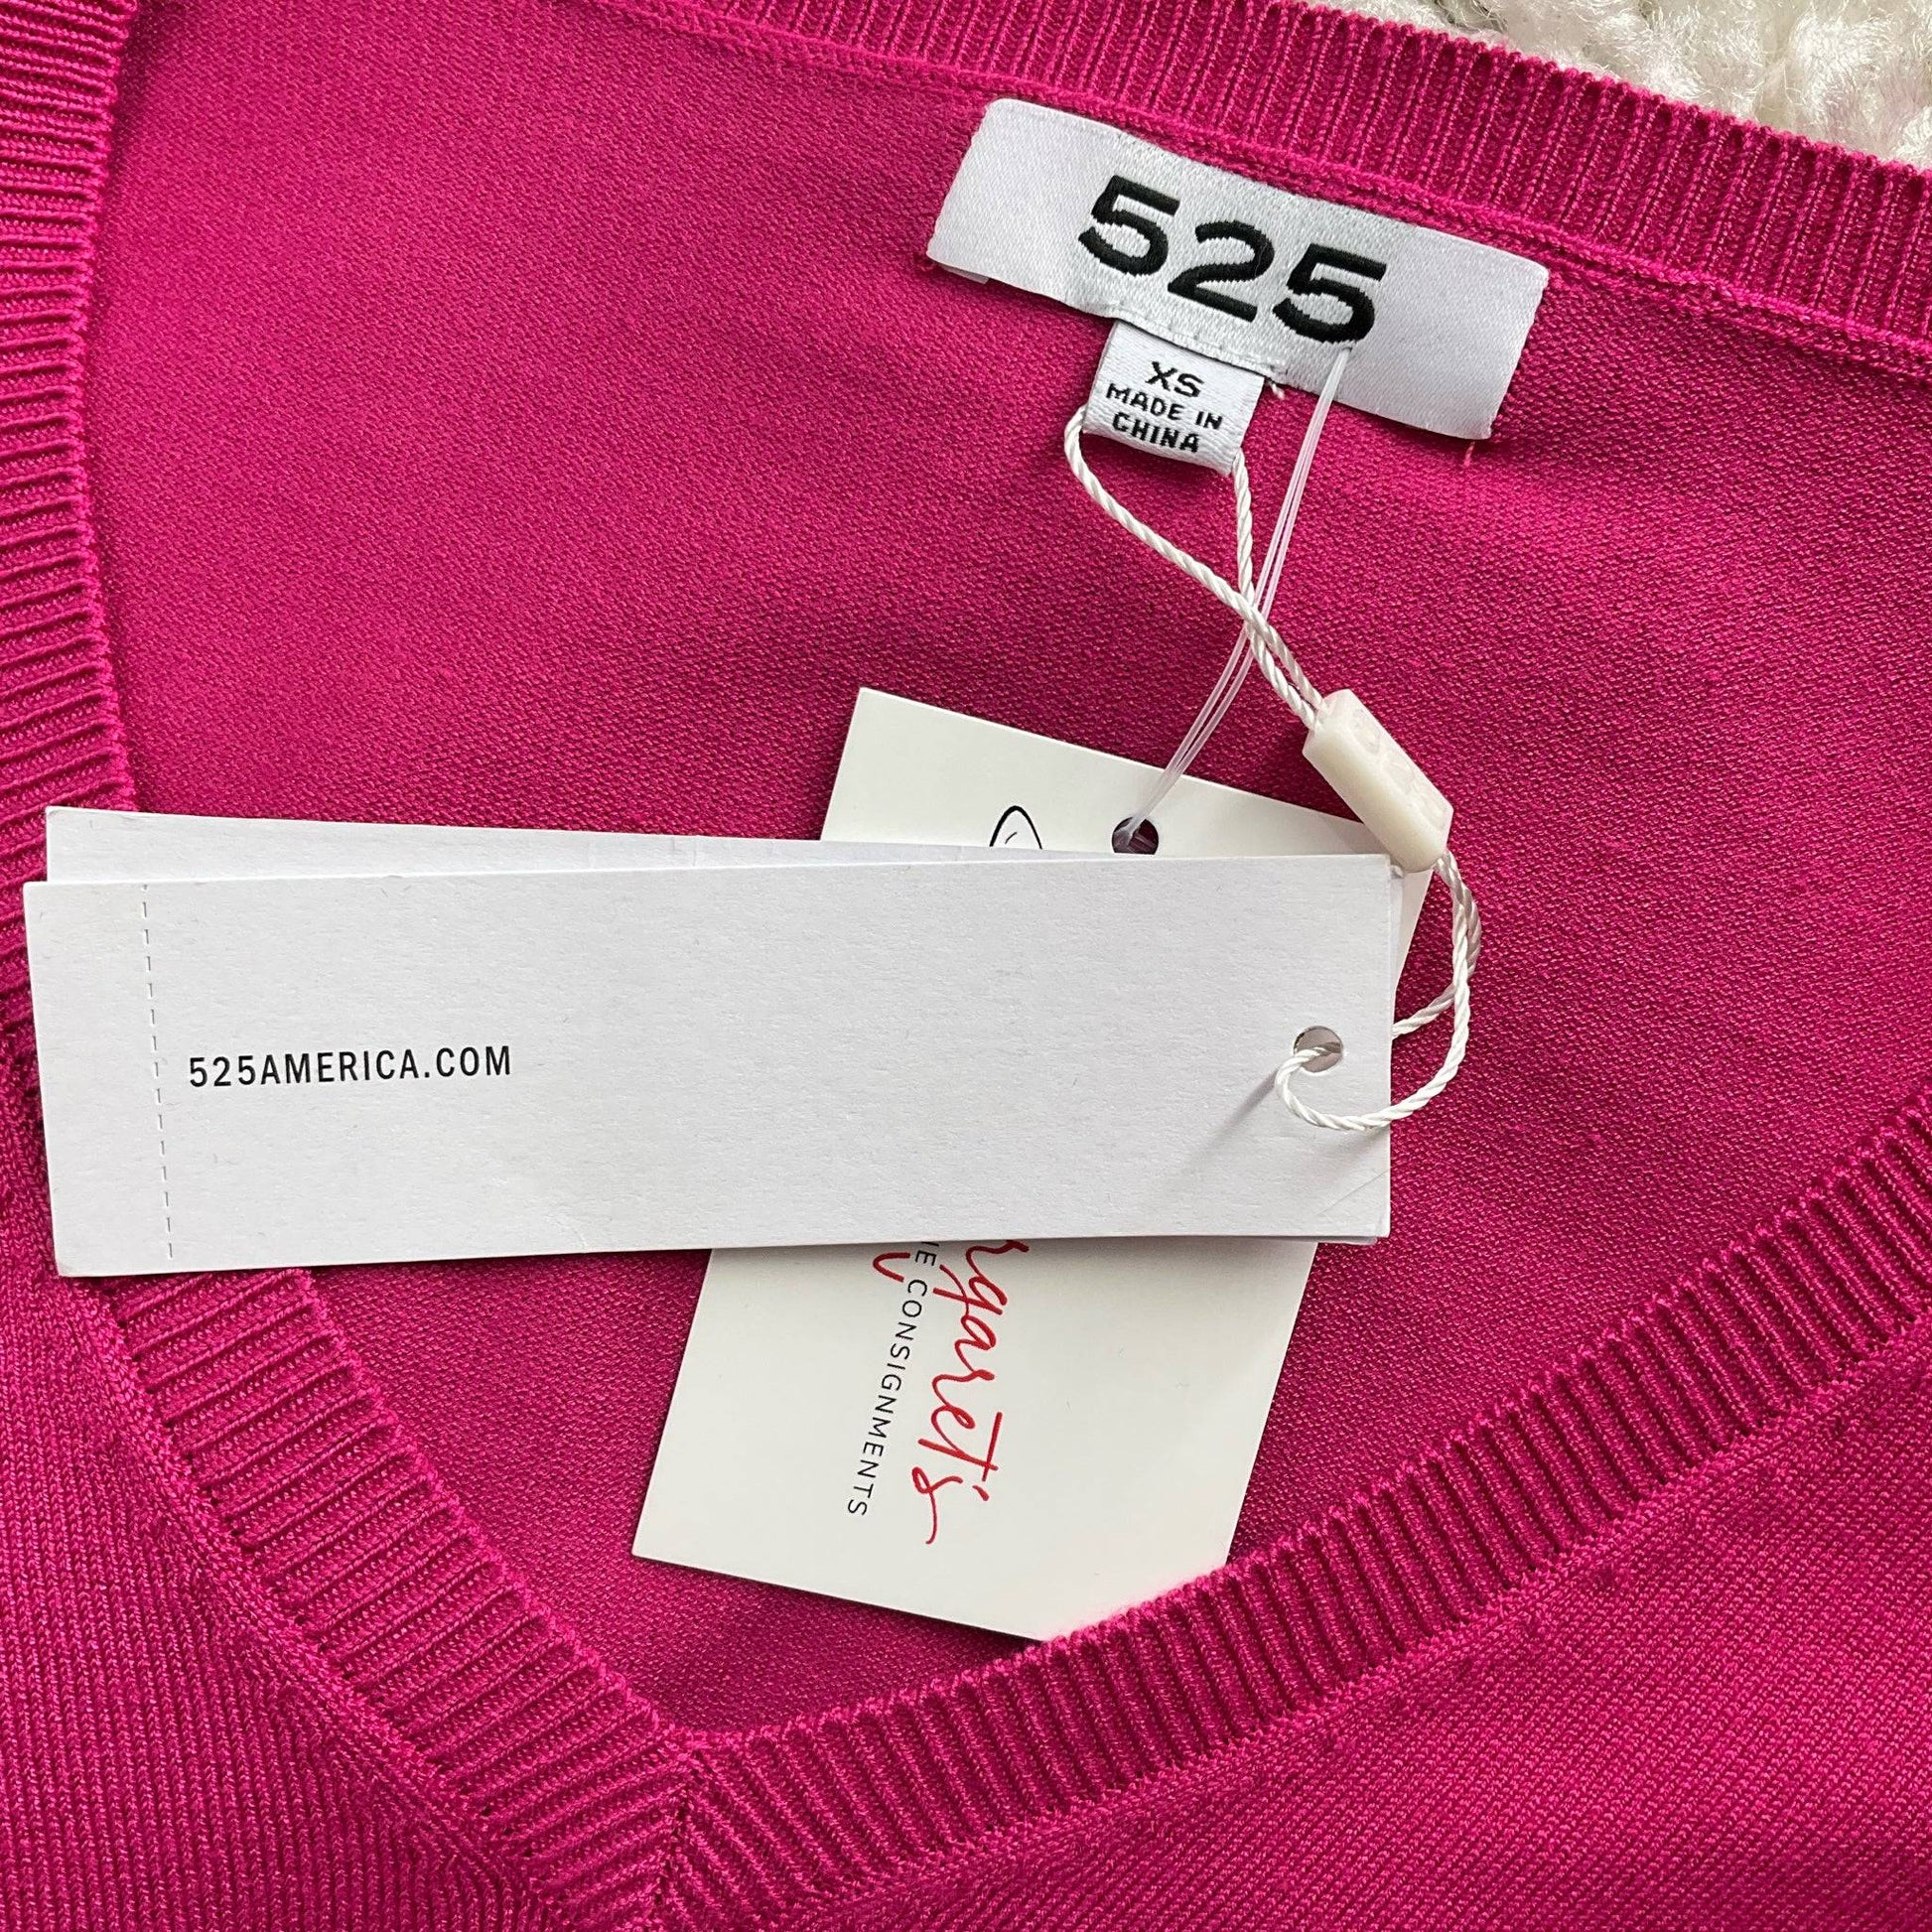 525
XS
MADE IN
CHINA
525AMERICA.COM
CONSIGNMENTS